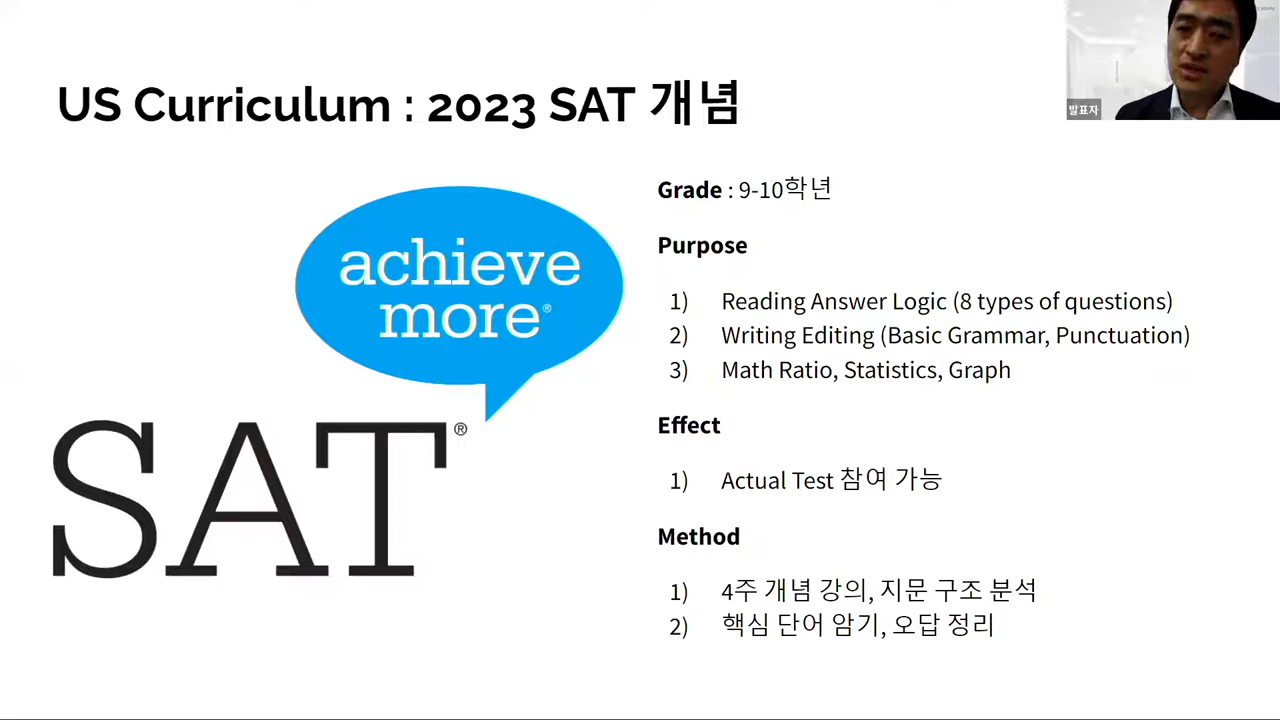 US Curriculum : 2023 SAT 개념
발표자
Grade : 9-10학년
achieve
more®
SAT®
Purpose
1) Reading Answer Logic (8 types of questions)
2) Writing Editing (Basic Grammar, Punctuation)
3) Math Ratio, Statistics, Graph
Effect
1) Actual Test 참여 가능
Method
1) 4주 개념 강의, 지문 구조 분석
2) 핵심 단어 암기, 오답 정리